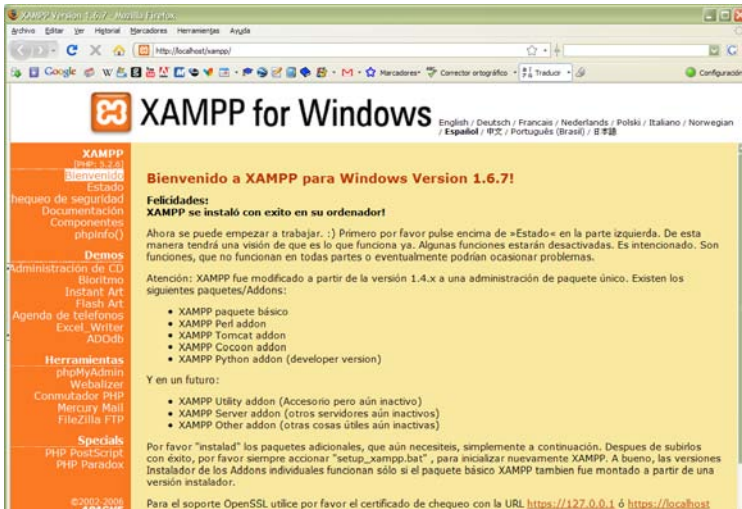 XAMPP Version 1.6.7 - Mozilla Firefox
Archivo Editar Ver Historial Marcadores Herramientas Ayuda
http://localhost/xampp/
Google Marcadores Corrector ortográfico Traducir Configuración
XAMPP for Windows
English / Deutsch / Francais / Nederlands / Polski / Italiano / Norwegian
/ Español / 中文 / Português (Brasil) / 日本語
XAMPP
[PHP: 5.2.6]
Bienvenido
Estado
hequeo de seguridad
Documentación
Componentes
phpinfo()
Demos
Administración de CD
Bioritmo
Instant Art
Flash Art
Agenda de telefonos
Excel_Writer
ADOdb
Herramientas
phpMyAdmin
Webalizer
Conmutador PHP
Mercury Mail
FileZilla FTP
Specials
PHP PostScript
PHP Paradox
©2002-2006
Bienvenido a XAMPP para Windows Version 1.6.7!
Felicidades:
XAMPP se instaló con exito en su ordenador!
Ahora se puede empezar a trabajar. :) Primero por favor pulse encima de »Estado« en la parte izquierda. De esta
manera tendrá una visión de que es lo que funciona ya. Algunas funciones estarán desactivadas. Es intencionado. Son
funciones, que no funcionan en todas partes o eventualmente podrían ocasionar problemas.
Atención: XAMPP fue modificado a partir de la versión 1.4.x a una administración de paquete único. Existen los
siguientes paquetes/Addons:
• XAMPP paquete básico
• XAMPP Perl addon
• XAMPP Tomcat addon
• XAMPP Cocoon addon
• XAMPP Python addon (developer version)
Y en un futuro:
• XAMPP Utility addon (Accesorio pero aún inactivo)
• XAMPP Server addon (otros servidores aún inactivos)
• XAMPP Other addon (otras cosas útiles aún inactivas)
Por favor "instalad" los paquetes adicionales, que aún necesiteis, simplemente a continuación. Despues de subirlos
con éxito, por favor siempre accionar "setup_xampp.bat" , para inicializar nuevamente XAMPP. A bueno, las versiones
Instalador de los Addons individuales funcionan sólo si el paquete básico XAMPP tambien fue montado a partir de una
versión instalador.
Para el soporte OpenSSL utilice por favor el certificado de chequeo con la URL https://127.0.0.1 ó https://localhost